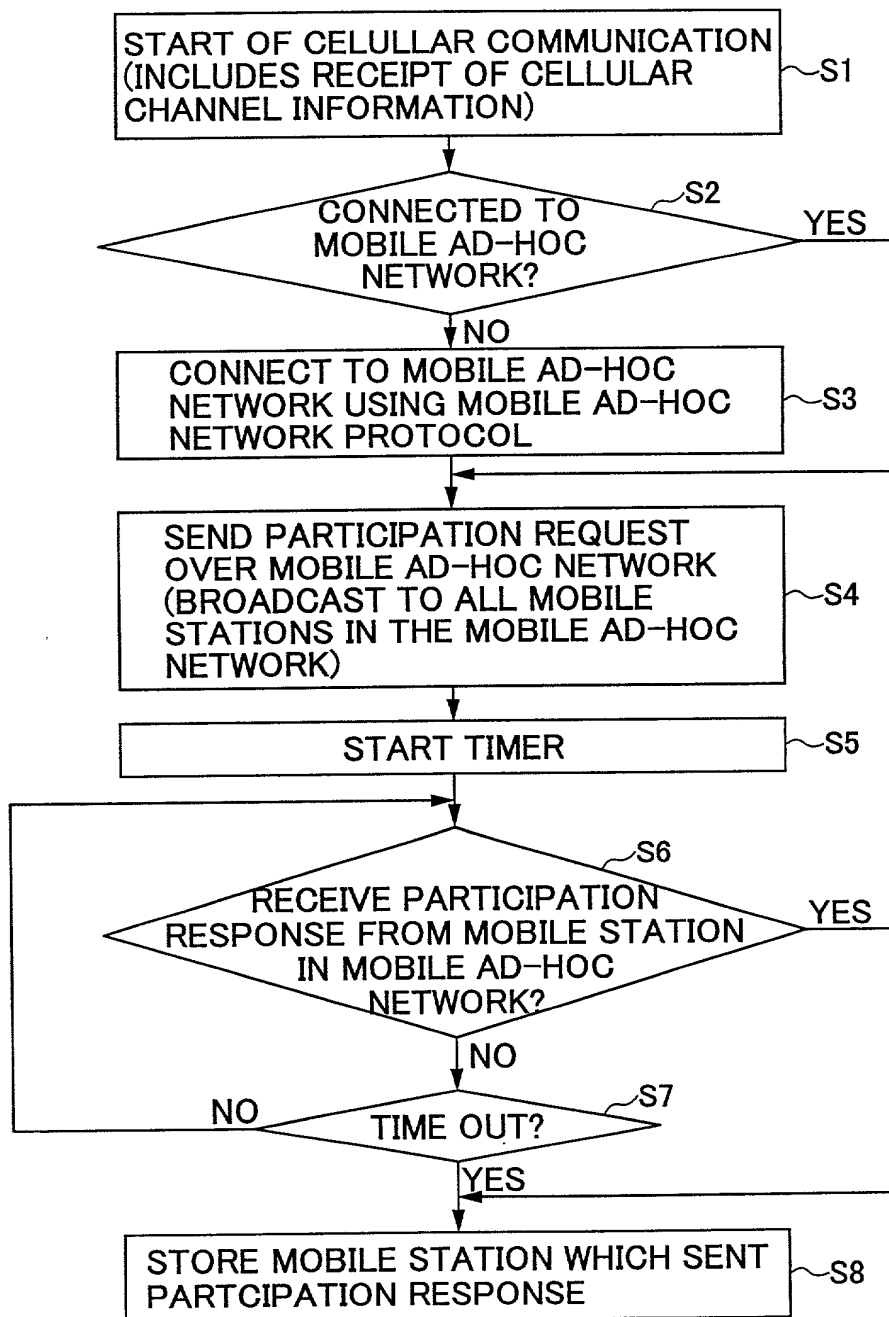 START OF CELULLAR COMMUNICATION
(INCLUDES RECEIPT OF CELLULAR
CHANNEL INFORMATION)
S1
S2
CONNECTED TO
MOBILE AD-HOC
NETWORK?
YES
NO
CONNECT TO MOBILE AD-HOC
NETWORK USING MOBILE AD-HOC
NETWORK PROTOCOL
S3
SEND PARTICIPATION REQUEST
OVER MOBILE AD-HOC NETWORK
(BROADCAST TO ALL MOBILE
STATIONS IN THE MOBILE AD-HOC
NETWORK)
S4
START TIMER
S5
S6
RECEIVE PARTICIPATION
RESPONSE FROM MOBILE STATION
IN MOBILE AD-HOC
NETWORK?
YES
NO
S7
TIME OUT?
NO
YES
STORE MOBILE STATION WHICH SENT
PARTCIPATION RESPONSE
S8